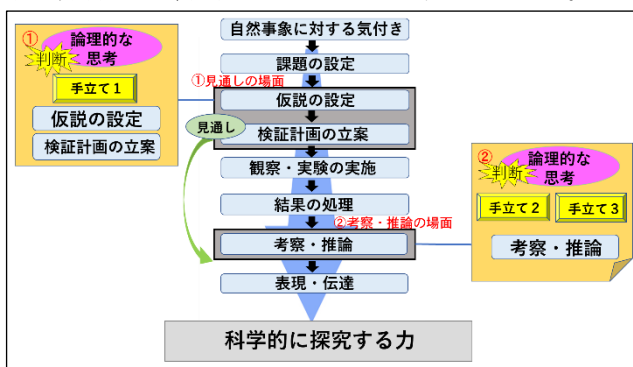 自然事象に対する気付き
課題の設定
①見通しの場面
仮説の設定
検証計画の立案
見通し
観察・実験の実施
結果の処理
②考察・推論の場面
考察・推論
表現・伝達
科学的に探究する力
①
論理的な
思考
判断
手立て1
仮説の設定
検証計画の立案
②
論理的な
思考
判断
手立て2
手立て3
考察・推論